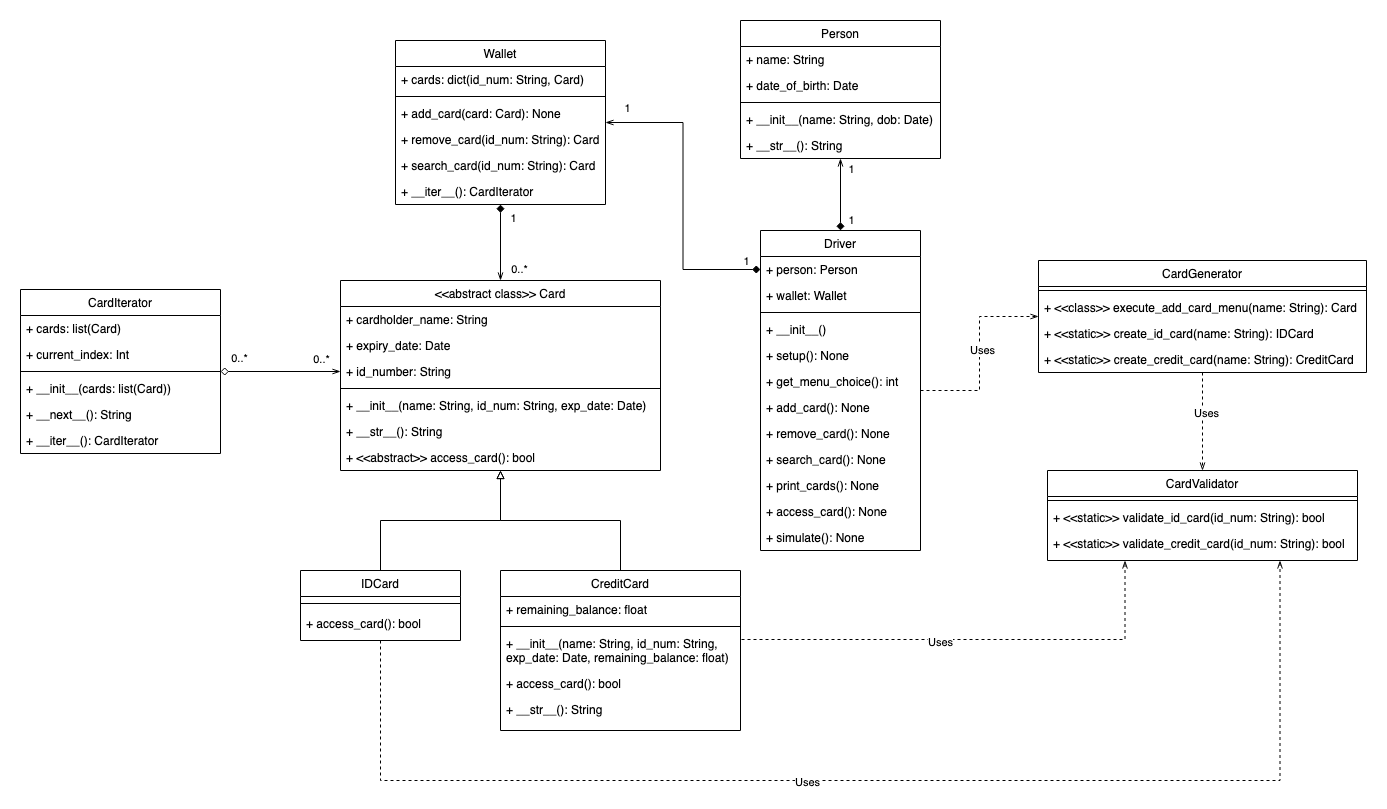 Wallet
+ cards: dict(id_num: String, Card)
+ add_card(card: Card): None
+ remove_card(id_num: String): Card
+ search_card(id_num: String): Card
+ __iter__(): CardIterator
1
1
0..*
Person
+ name: String
+ date_of_birth: Date
+ __init__(name: String, dob: Date)
+ __str__(): String
1
1
1
Driver
+ person: Person
+ wallet: Wallet
+ __init__()
+ setup(): None
+ get_menu_choice(): int
+ add_card(): None
+ remove_card(): None
+ search_card(): None
+ print_cards(): None
+ access_card(): None
+ simulate(): None
Uses
CardGenerator
+ <<class>> execute_add_card_menu(name: String): Card
+ <<static>> create_id_card(name: String): IDCard
+ <<static>> create_credit_card(name: String): CreditCard
Uses
CardValidator
+ <<static>> validate_id_card(id_num: String): bool
+ <<static>> validate_credit_card(id_num: String): bool
CardIterator
+ cards: list(Card)
+ current_index: Int
+ __init__(cards: list(Card))
+ __next__(): String
+ __iter__(): CardIterator
0..*
0..*
<<abstract class>> Card
+ cardholder_name: String
+ expiry_date: Date
+ id_number: String
+ __init__(name: String, id_num: String, exp_date: Date)
+ __str__(): String
+ <<abstract>> access_card(): bool
IDCard
+ access_card(): bool
CreditCard
+ remaining_balance: float
+ __init__(name: String, id_num: String,
exp_date: Date, remaining_balance: float)
+ access_card(): bool
+ __str__(): String
Uses
Uses